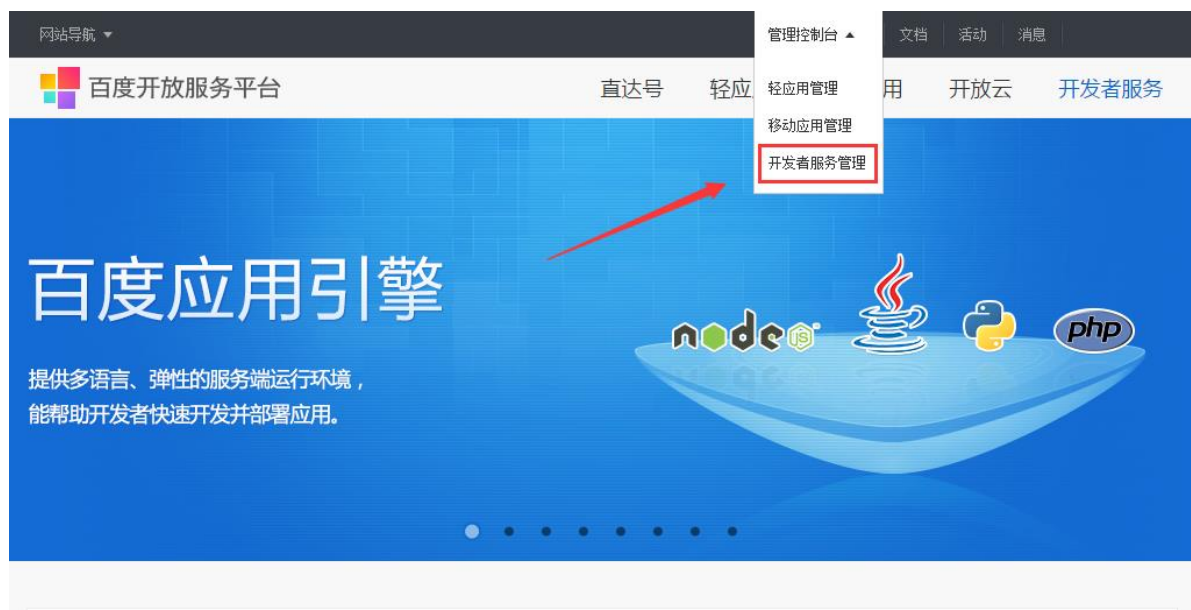 网站导航 ▼
管理控制台 ▲ 文档 活动 消息
百度开放服务平台
直达号 轻应 用 开放云 开发者服务
轻应用管理
移动应用管理
开发者服务管理
百度应用引擎
提供多语言、弹性的服务端运行环境，
能帮助开发者快速开发并部署应用。
node JS
php